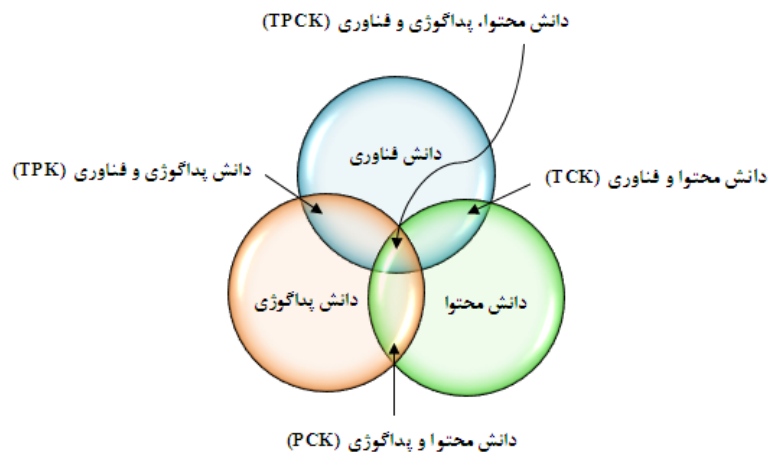 دانش محتوا، پداگوژی و فناوری (TPCK)
دانش فناوری
دانش پداگوژی و فناوری (TPK)
دانش محتوا و فناوری (TCK)
دانش پداگوژی
دانش محتوا
دانش محتوا و پداگوژی (PCK)